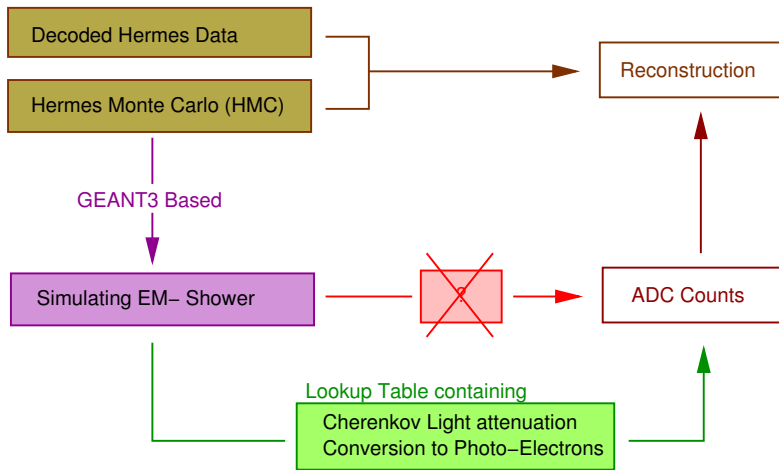 Decoded Hermes Data
Reconstruction
Hermes Monte Carlo (HMC)
GEANT3 Based
Simulating EM− Shower
?
ADC Counts
Lookup Table containing
Cherenkov Light attenuation
Conversion to Photo−Electrons